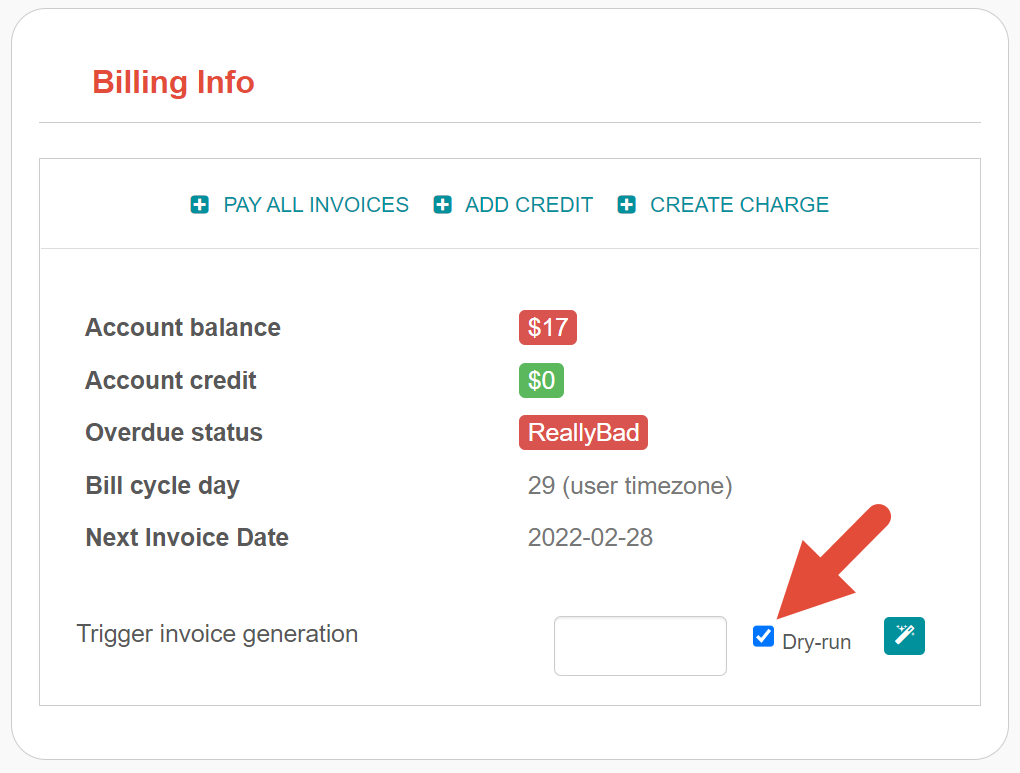 Billing Info
PAY ALL INVOICES ADD CREDIT CREATE CHARGE
Account balance $17
Account credit $0
Overdue status ReallyBad
Bill cycle day 29 (user timezone)
Next Invoice Date 2022-02-28
Trigger invoice generation Dry-run